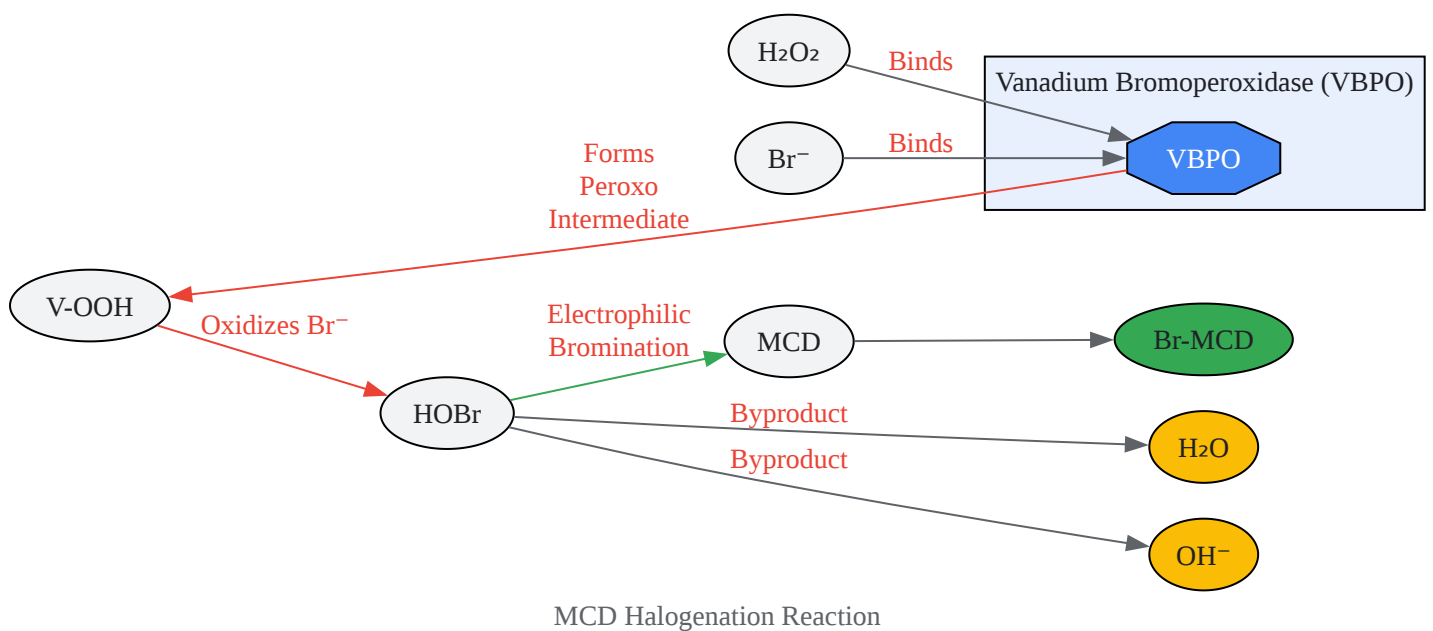 H₂O₂
Binds
Vanadium Bromoperoxidase (VBPO)
Br⁻
Binds
VBPO
Forms
Peroxo
Intermediate
V-OOH
Oxidizes Br⁻
Electrophilic
Bromination
MCD
Br-MCD
HOBr
Byproduct
H₂O
Byproduct
OH⁻
MCD Halogenation Reaction